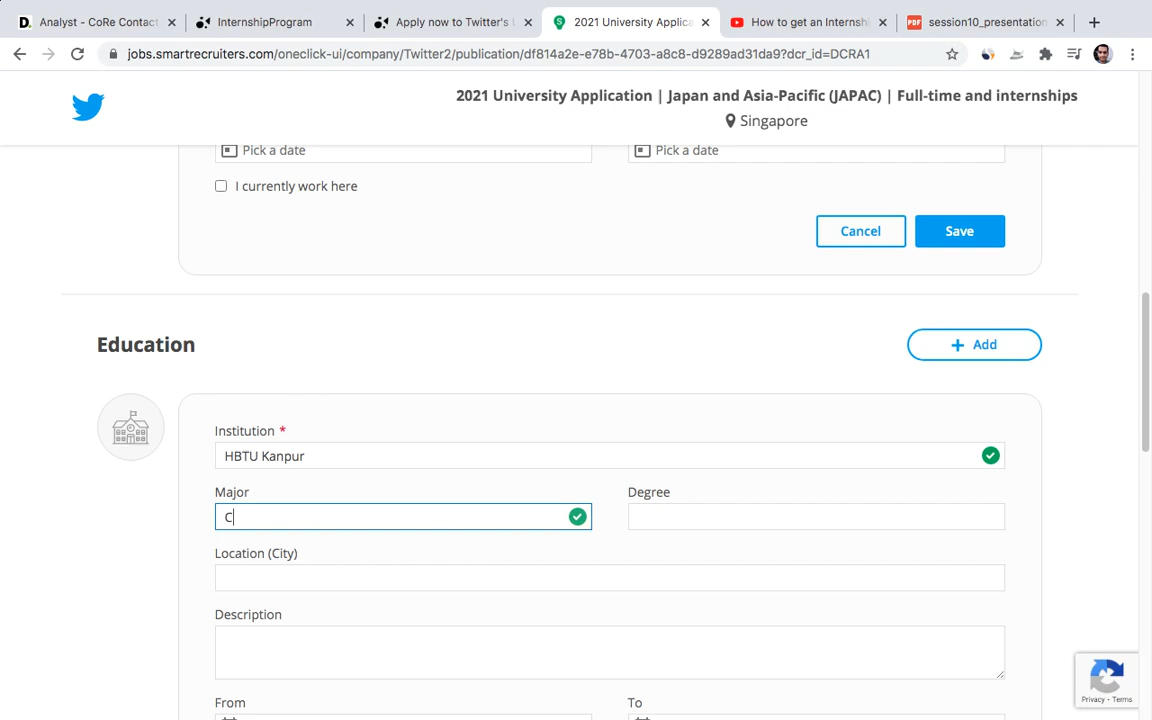 Analyst - CoRe Contact
InternshipProgram
Apply now to Twitter's
2021 University Applica
How to get an Internsh
PDF
session10_presentation
jobs.smartrecruiters.com/oneclick-ui/company/Twitter2/publication/df814a2e-e78b-4703-a8c8-d9289ad31da9?dcr_id=DCRA1
2021 University Application | Japan and Asia-Pacific (JAPAC) | Full-time and internships
Singapore
Pick a date
Pick a date
I currently work here
Cancel
Save
Education
+ Add
Institution *
HBTU Kanpur
Major
Degree
C
Location (City)
Description
From
To
Privacy - Terms